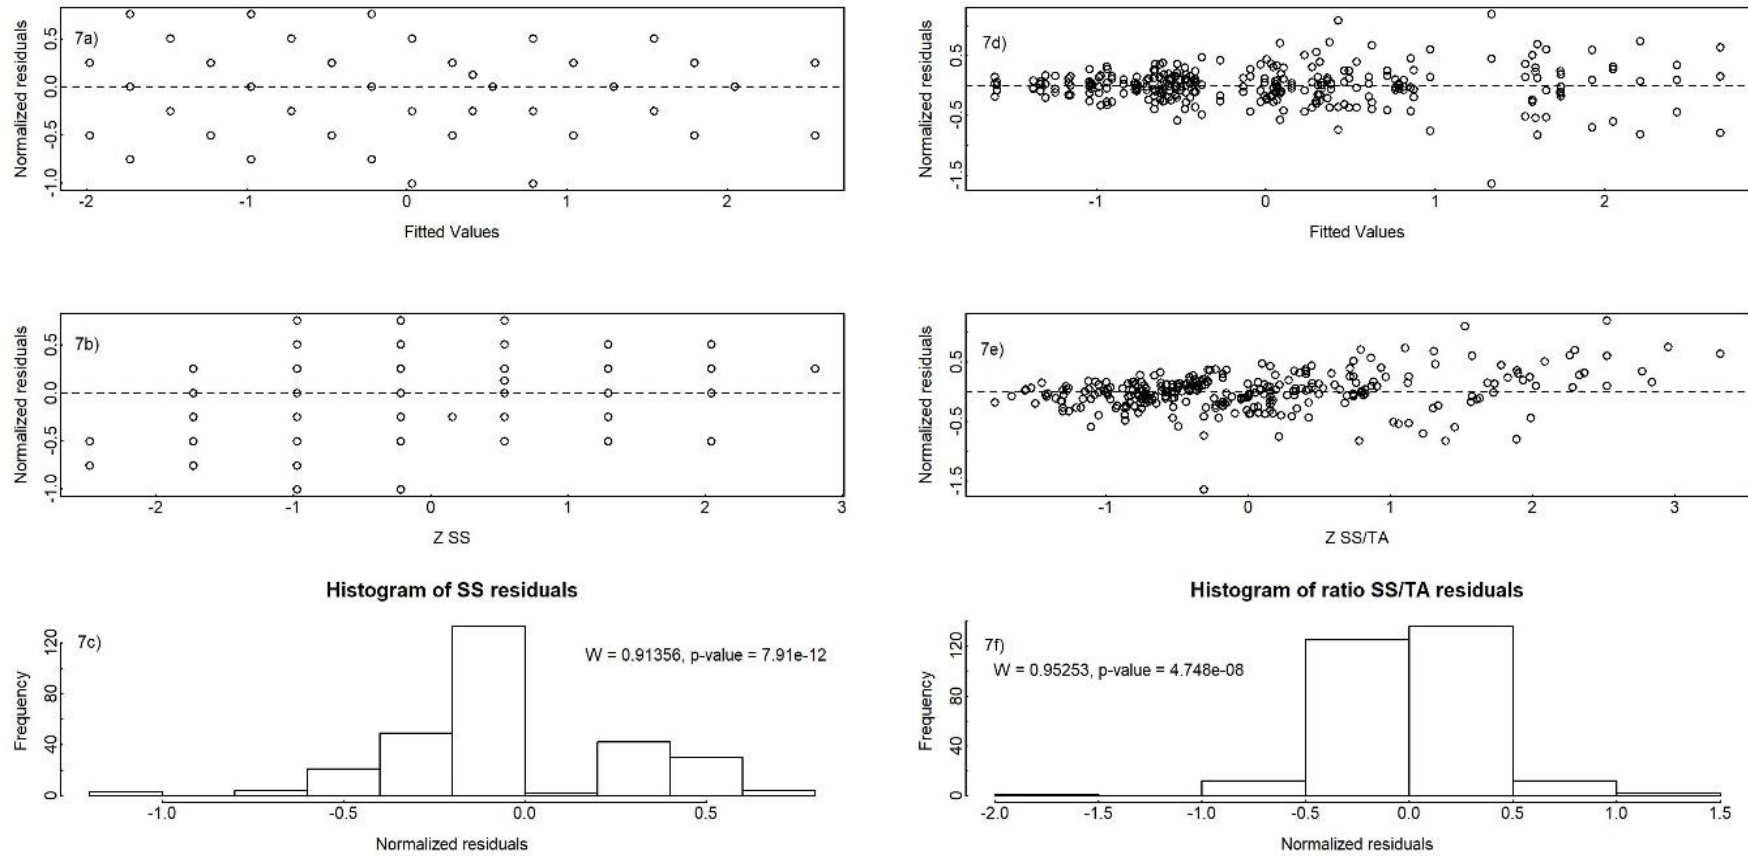 7a)
Normalized residuals
-1.0 0.0 0.5
-2 -1 0 1 2
Fitted Values
7d)
Normalized residuals
-1.5 -0.5 0.5
-1 0 1 2
Fitted Values
7b)
Normalized residuals
-1.0 -0.5 0.0 0.5
-2 -1 0 1 2 3
Z SS
7e)
Normalized residuals
-1.5 -0.5 0.5
-1 0 1 2 3
Z SS/TA
Histogram of SS residuals
7c)
W = 0.91356, p-value = 7.91e-12
Frequency
0 40 80 120
-1.0 -0.5 0.0 0.5
Normalized residuals
Histogram of ratio SS/TA residuals
7f)
W = 0.95253, p-value = 4.748e-08
Frequency
0 40 80 120
-2.0 -1.5 -1.0 -0.5 0.0 0.5 1.0 1.5
Normalized residuals